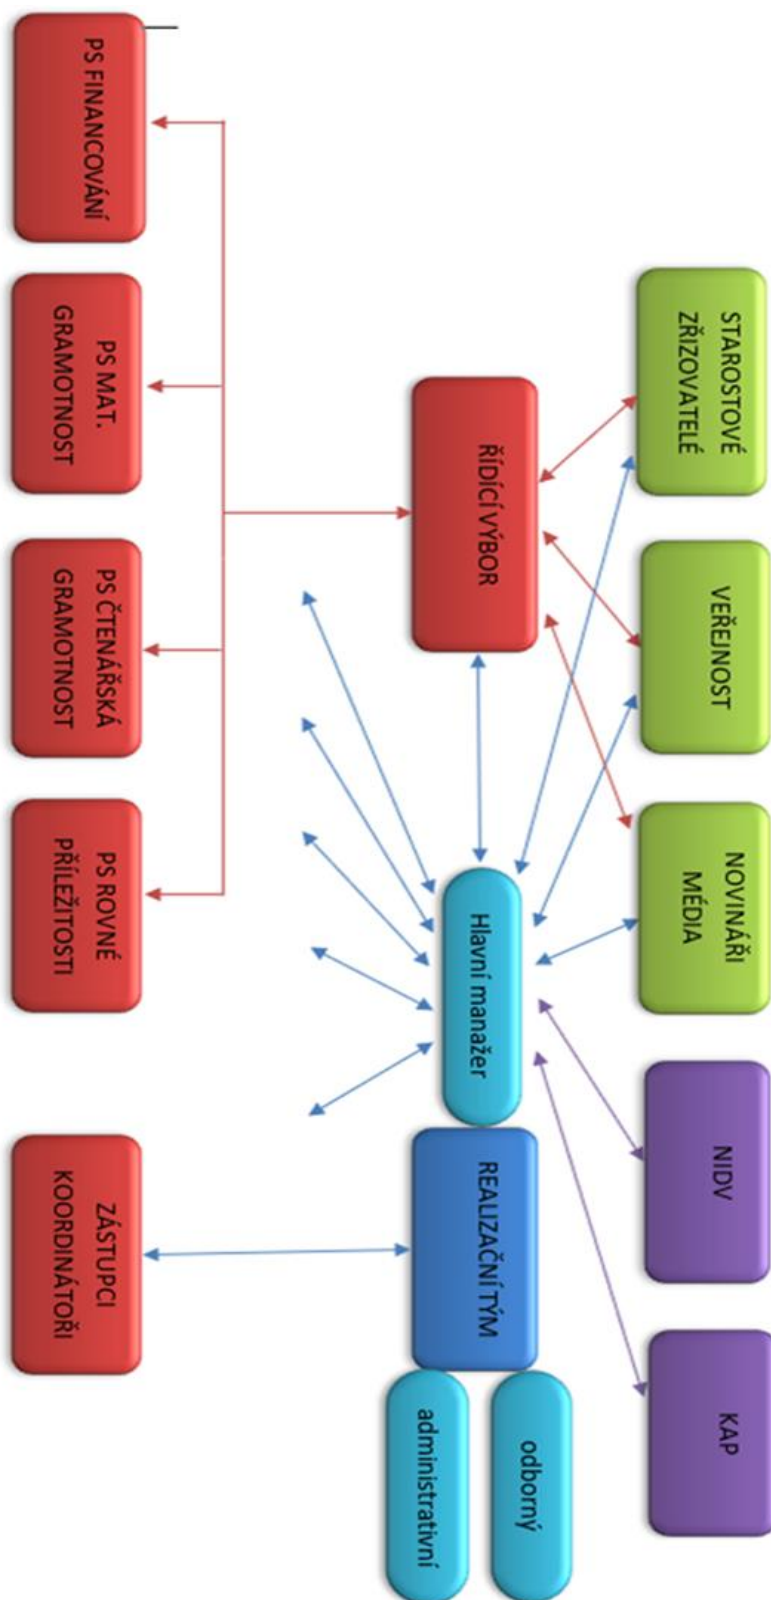 STAROSTOVÉ
ZŘIZOVATELÉ
VEŘEJNOST
NOVINÁŘI
MÉDIA
NIDV
KAP
ŘÍDÍCÍ VÝBOR
Hlavní manažer
REALIZAČNÍ TÝM
odborný
administrativní
PS FINANCOVÁNÍ
PS MAT.
GRAMOTNOST
PS ČTENÁŘSKÁ
GRAMOTNOST
PS ROVNÉ
PŘÍLEŽITOSTI
ZÁSTUPCI
KOORDINÁTOŘI